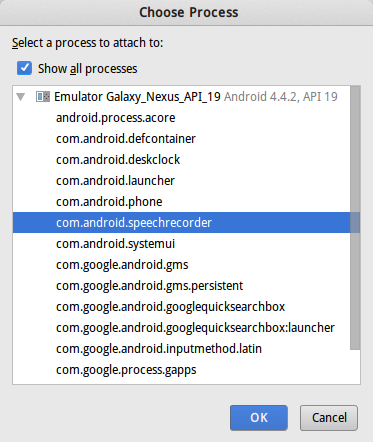 Choose Process
Select a process to attach to:
Show all processes
Emulator Galaxy_Nexus_API_19 Android 4.4.2, API 19
android.process.acore
com.android.defcontainer
com.android.deskclock
com.android.launcher
com.android.phone
com.android.speechrecorder
com.android.systemui
com.google.android.gms
com.google.android.gms.persistent
com.google.android.googlequicksearchbox
com.google.android.googlequicksearchbox:launcher
com.google.android.inputmethod.latin
com.google.process.gapps
OK
Cancel